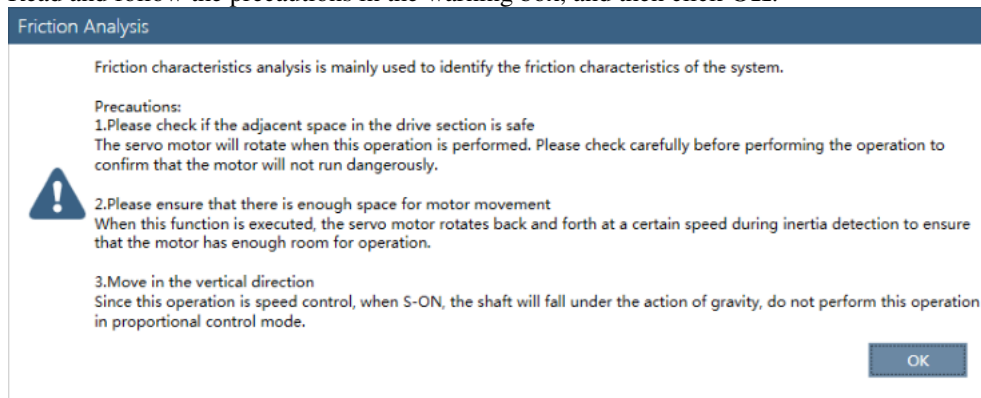 Friction Analysis
Friction characteristics analysis is mainly used to identify the friction characteristics of the system.
Precautions:
1.Please check if the adjacent space in the drive section is safe
The servo motor will rotate when this operation is performed. Please check carefully before performing the operation to
confirm that the motor will not run dangerously.
2.Please ensure that there is enough space for motor movement
When this function is executed, the servo motor rotates back and forth at a certain speed during inertia detection to ensure
that the motor has enough room for operation.
3.Move in the vertical direction
Since this operation is speed control, when S-ON, the shaft will fall under the action of gravity, do not perform this operation
in proportional control mode.
OK